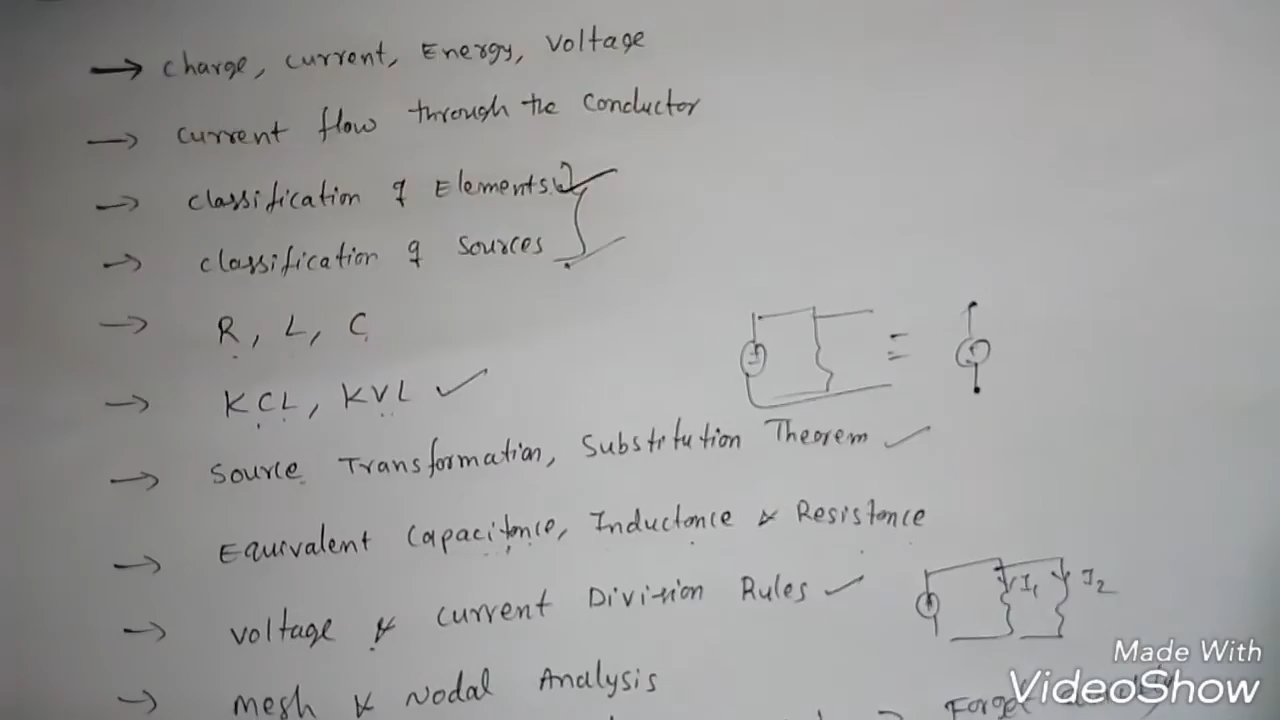 → charge, current, Energy, Voltage
→ current flow through the conductor
→ classification of Elements
→ classification of sources
→ R, L, C
→ KCL, KVL ✓
→ Source Transformation, Substitution Theorem ✓
→ Equivalent Capacitance, Inductance & Resistance
→ voltage & current Division Rules ✓
I₁ I₂
→ mesh & Nodal Analysis
Made With
VideoShow